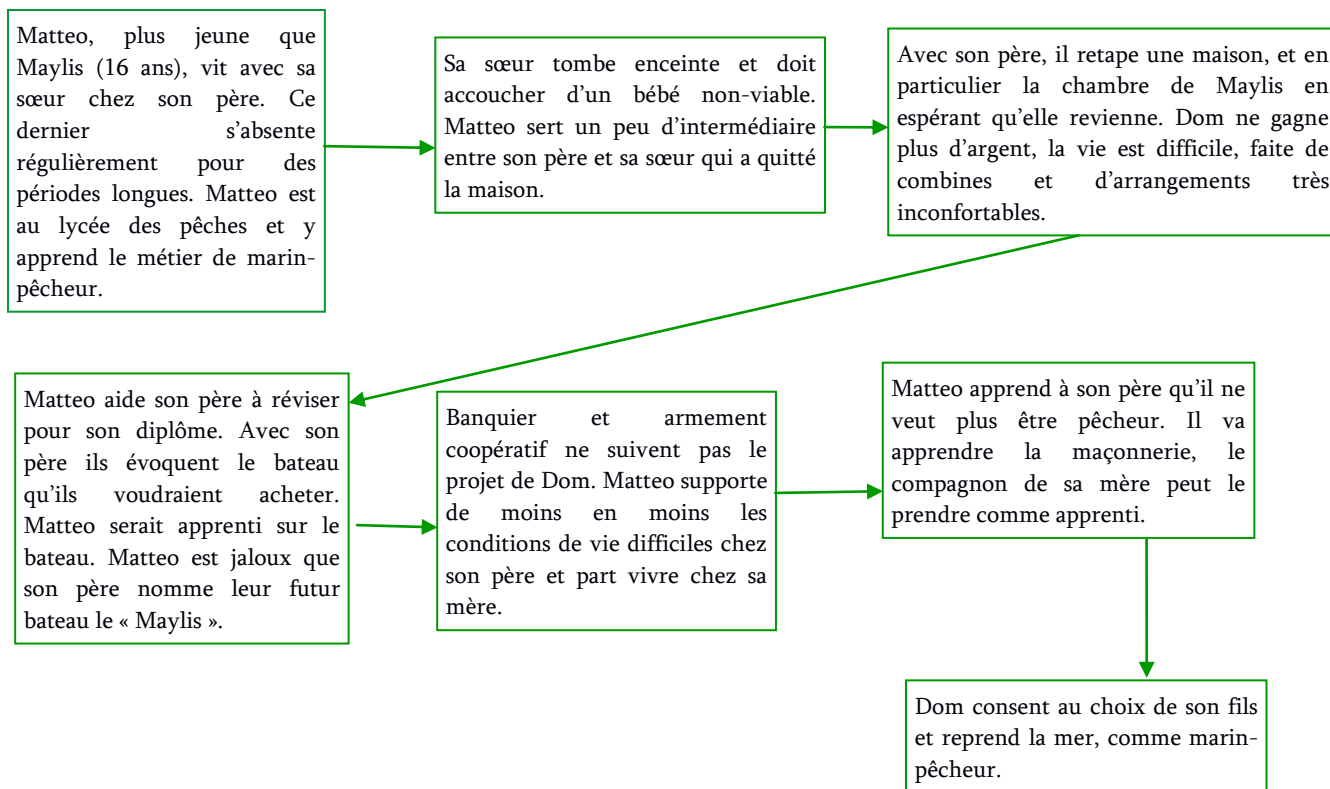 Matteo, plus jeune que
Maylis (16 ans), vit avec sa
sœur chez son père. Ce
dernier s'absente
régulièrement pour des
périodes longues. Matteo est
au lycée des pêches et y
apprend le métier de marin-
pêcheur.
Sa sœur tombe enceinte et doit
accoucher d'un bébé non-viable.
Matteo sert un peu d'intermédiaire
entre son père et sa sœur qui a quitté
la maison.
Avec son père, il retape une maison, et en
particulier la chambre de Maylis en
espérant qu'elle revienne. Dom ne gagne
plus d'argent, la vie est difficile, faite de
combines et d'arrangements très
inconfortables.
Matteo aide son père à réviser
pour son diplôme. Avec son
père ils évoquent le bateau
qu'ils voudraient acheter.
Matteo serait apprenti sur le
bateau. Matteo est jaloux que
son père nomme leur futur
bateau le « Maylis ».
Banquier et armement
coopératif ne suivent pas le
projet de Dom. Matteo supporte
de moins en moins les
conditions de vie difficiles chez
son père et part vivre chez sa
mère.
Matteo apprend à son père qu'il ne
veut plus être pêcheur. Il va
apprendre la maçonnerie, le
compagnon de sa mère peut le
prendre comme apprenti.
Dom consent au choix de son fils
et reprend la mer, comme marin-
pêcheur.